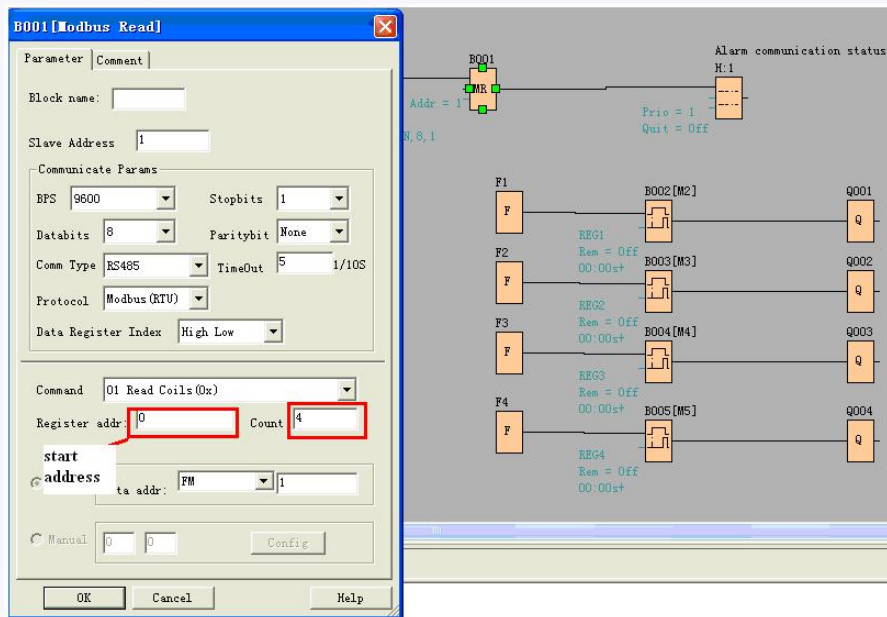 B001[Modbus Read]
Parameter
Comment
Block name:
Slave Address 1
Communicate Params
BPS 9600
Stopbits 1
Databits 8
Paritybit None
Comm Type RS485
TimeOut 5 1/10S
Protocol Modbus(RTU)
Data Register Index High Low
Command 01 Read Coils(0x)
Register addr: 0
Count 4
start
address
ta addr: FM 1
Manual 0 0
Config
OK
Cancel
Help
B001
MR
Addr = 1
N,8,1
Alarm communication status
H:1
Prio = 1
Quit = Off
F1
F
B002[M2]
REG1
Rem = Off
00:00s+
Q001
Q
F2
F
B003[M3]
REG2
Rem = Off
00:00s+
Q002
Q
F3
F
B004[M4]
REG3
Rem = Off
00:00s+
Q003
Q
F4
F
B005[M5]
REG4
Rem = Off
00:00s+
Q004
Q